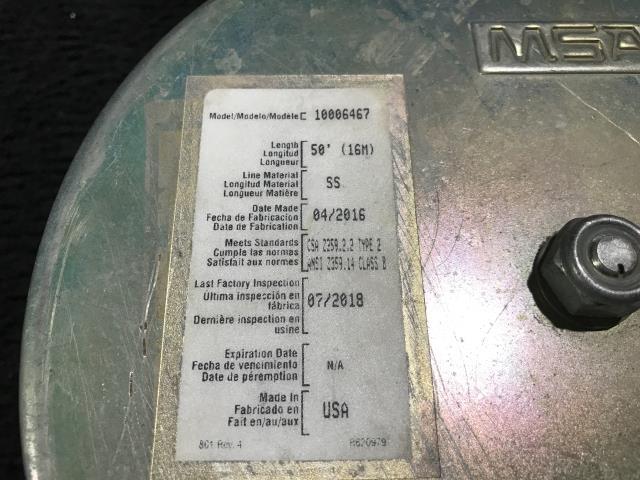 MSA
Model/Modelo/Modèle 10006467
Length
Longitud
Longueur
50' (16M)
Line Material
Longitud Material
Longueur Matière
SS
Date Made
Fecha de Fabricacion
Date de Fabrication
04/2016
Meets Standards
Cumple las normas
Satisfait aux normes
CSA Z259.2.2 TYPE 2
ANSI Z359.14 CLASS B
Last Factory Inspection
Ultima inspección en
fábrica
Dernière inspection en
usine
07/2018
Expiration Date
Fecha de vencimiento
Date de péremption
N/A
Made In
Fabricado en
Fait en/au/aux
USA
801 Rev. 4
R620979